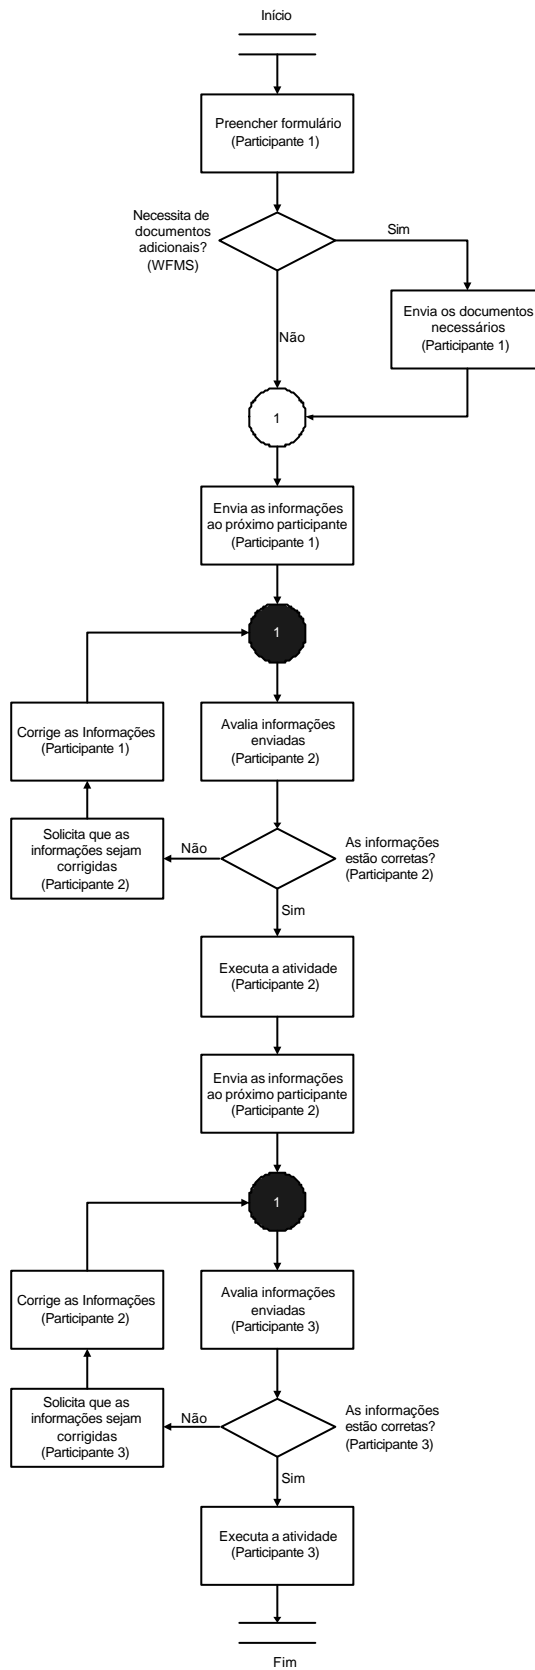 Início
Preencher formulário
(Participante 1)
Necessita de
documentos
adicionais?
(WFMS)
Sim
Envia os documentos
necessários
(Participante 1)
Não
1
Envia as informações
ao próximo participante
(Participante 1)
1
Corrige as Informações
(Participante 1)
Avalia informações
enviadas
(Participante 2)
Solicita que as
informações sejam
corrigidas
(Participante 2)
Não
As informações
estão corretas?
(Participante 2)
Sim
Executa a atividade
(Participante 2)
Envia as informações
ao próximo participante
(Participante 2)
1
Corrige as Informações
(Participante 2)
Avalia informações
enviadas
(Participante 3)
Solicita que as
informações sejam
corrigidas
(Participante 3)
Não
As informações
estão corretas?
(Participante 3)
Sim
Executa a atividade
(Participante 3)
Fim